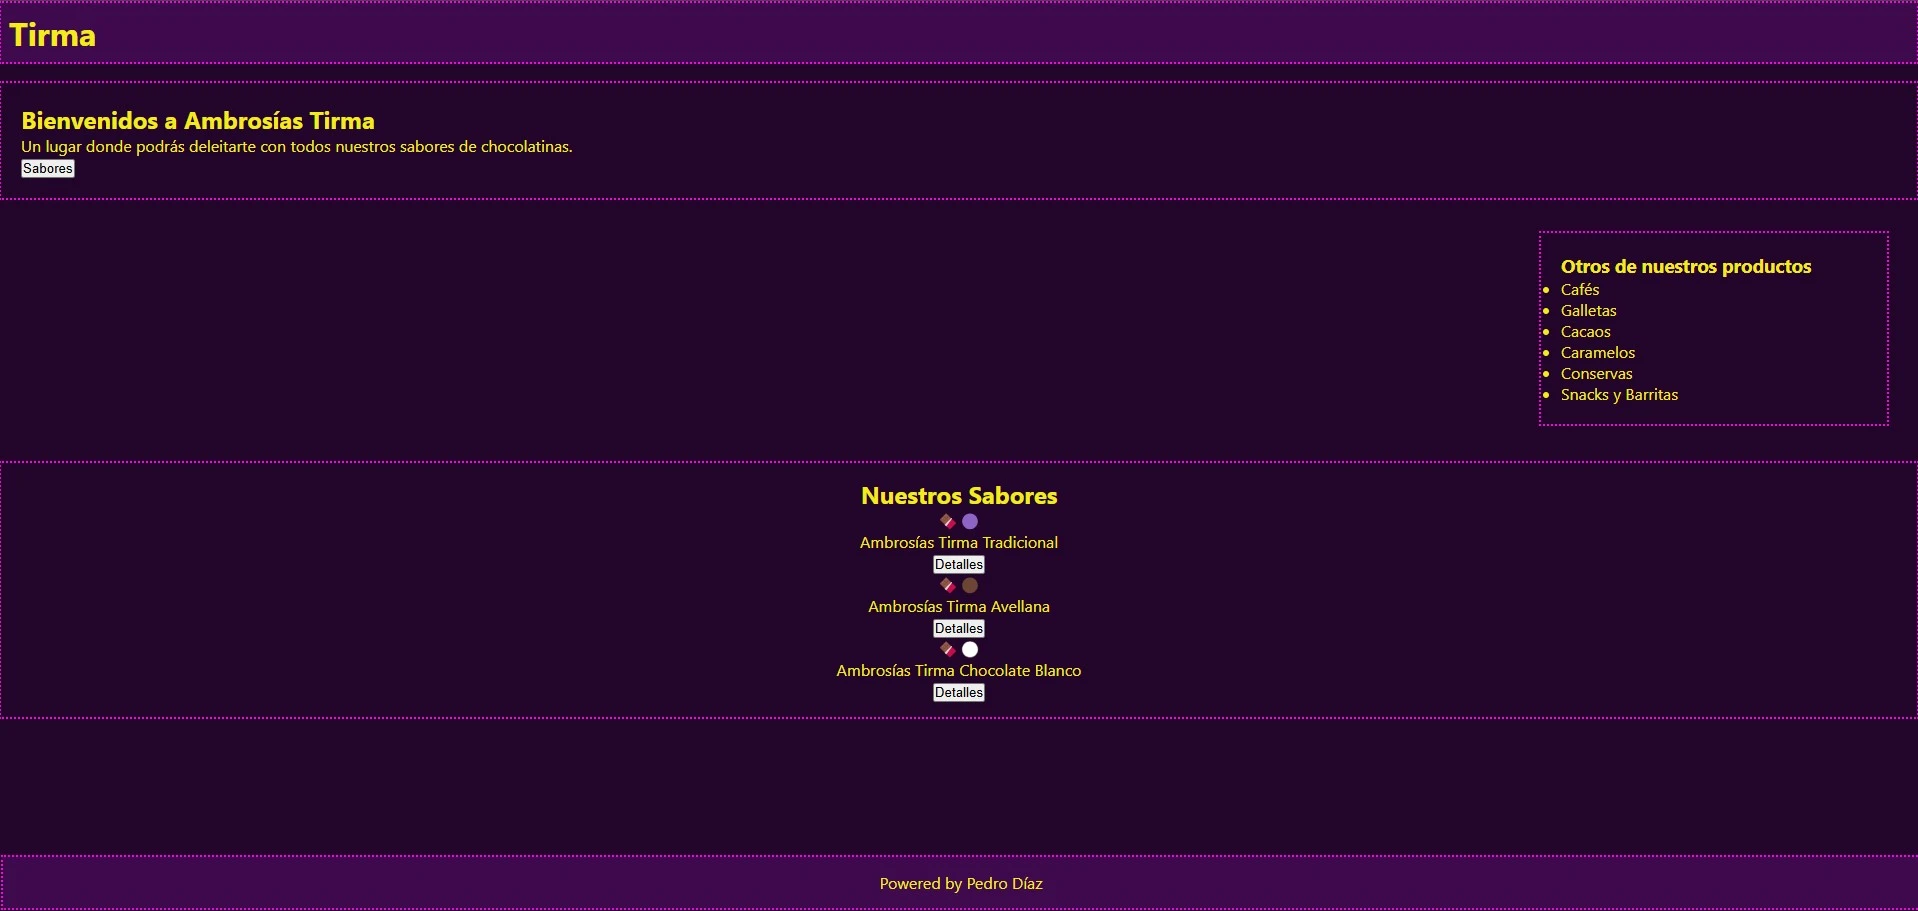 Tirma
Bienvenidos a Ambrosías Tirma
Un lugar donde podrás deleitarte con todos nuestros sabores de chocolatinas.
Sabores
Otros de nuestros productos
Cafés
Galletas
Cacaos
Caramelos
Conservas
Snacks y Barritas
Nuestros Sabores
Ambrosías Tirma Tradicional
Detalles
Ambrosías Tirma Avellana
Detalles
Ambrosías Tirma Chocolate Blanco
Detalles
Powered by Pedro Díaz